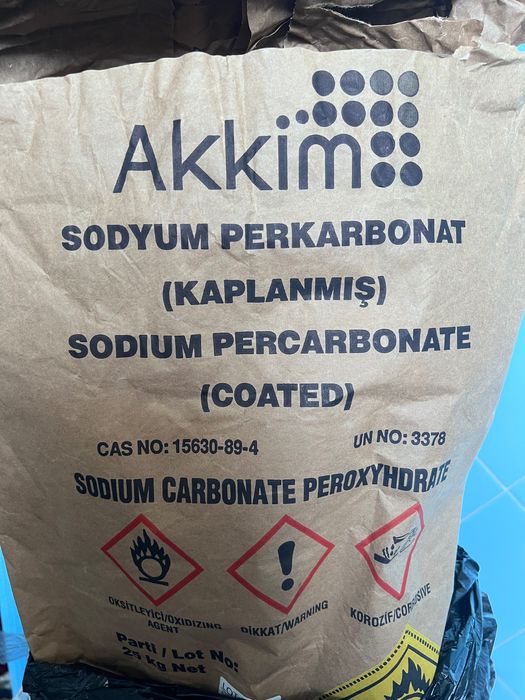 Akkim
SODYUM PERKARBONAT
(KAPLANMIŞ)
SODIUM PERCARBONATE
(COATED)
CAS NO: 15630-89-4
UN NO: 3378
SODIUM CARBONATE PEROXYHDRATE
OKSİTLEYİCİ/OXIDIZING
AGENT
DİKKAT/WARNING
KOROZİF/CORROSIVE
Parti / Lot No:
25 kg Net